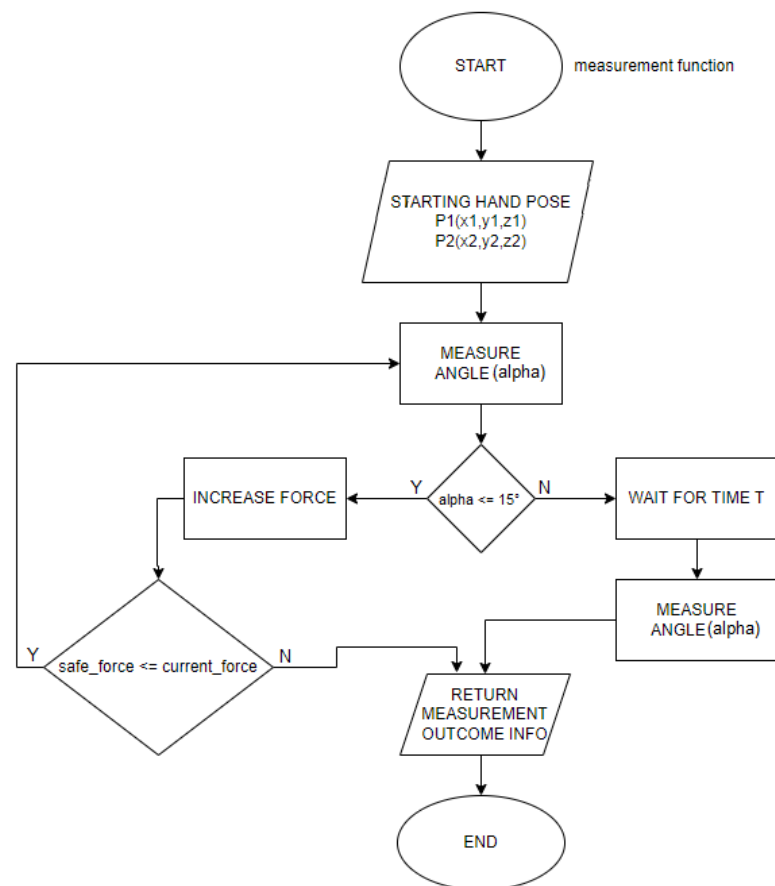 START
measurement function
STARTING HAND POSE
P1(x1,y1,z1)
P2(x2,y2,z2)
MEASURE
ANGLE(alpha)
INCREASE FORCE
Y
alpha <= 15°
N
WAIT FOR TIME T
MEASURE
ANGLE(alpha)
Y
safe_force <= current_force
N
RETURN
MEASUREMENT
OUTCOME INFO
END